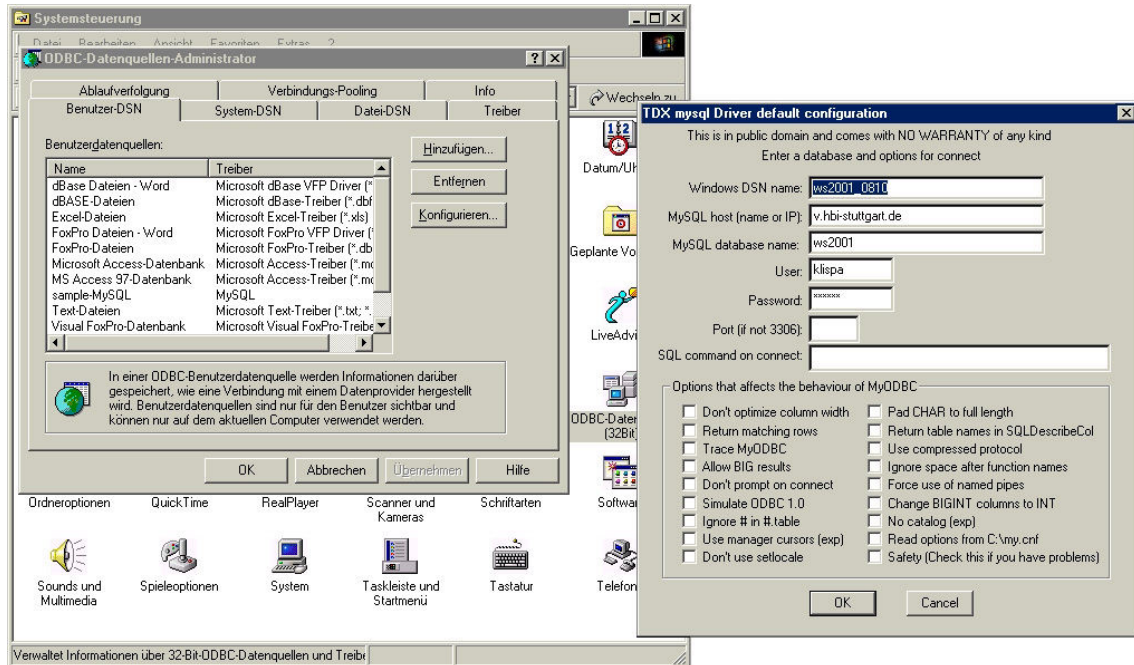 Systemsteuerung
Datei Bearbeiten Ansicht Favoriten Extras ?
ODBC-Datenquellen-Administrator
Ablaufverfolgung Verbindungs-Pooling Info
Benutzer-DSN System-DSN Datei-DSN Treiber
Benutzerdatenquellen:
Name Treiber
dBase Dateien - Word Microsoft dBase VFP Driver (*
dBASE-Dateien Microsoft dBase-Treiber (*.dbf
Excel-Dateien Microsoft Excel-Treiber (*.xls)
FoxPro Dateien - Word Microsoft FoxPro VFP Driver (*
FoxPro-Dateien Microsoft FoxPro-Treiber (*.db
Microsoft Access-Datenbank Microsoft Access-Treiber (*.mc
MS Access 97-Datenbank Microsoft Access-Treiber (*.mc
sample-MySQL MySQL
Text-Dateien Microsoft Text-Treiber (*.txt; *.
Visual FoxPro-Datenbank Microsoft Visual FoxPro-Treibe
Hinzufügen...
Entfernen
Konfigurieren...
In einer ODBC-Benutzerdatenquelle werden Informationen darüber
gespeichert, wie eine Verbindung mit einem Datenprovider hergestellt
wird. Benutzerdatenquellen sind nur für den Benutzer sichtbar und
können nur auf dem aktuellen Computer verwendet werden.
OK Abbrechen Übernehmen Hilfe
Wechseln zu
Datum/Uh
Geplante Vo
LiveAdvi
ODBC-Daten
(32Bit
Ordneroptionen QuickTime RealPlayer Scanner und Schriftarten Softwa
Kameras
Sounds und Spieleoptionen System Taskleiste und Tastatur Telefon
Multimedia Startmenü
Verwaltet Informationen über 32-Bit-ODBC-Datenquellen und Treibe
TDX mysql Driver default configuration
This is in public domain and comes with NO WARRANTY of any kind
Enter a database and options for connect
Windows DSN name: ws2001_0810
MySQL host (name or IP): v.hbi-stuttgart.de
MySQL database name: ws2001
User: klispa
Password: ******
Port (if not 3306):
SQL command on connect:
Options that affects the behaviour of MyODBC
Don't optimize column width Pad CHAR to full length
Return matching rows Return table names in SQLDescribeCol
Trace MyODBC Use compressed protocol
Allow BIG results Ignore space after function names
Don't prompt on connect Force use of named pipes
Simulate ODBC 1.0 Change BIGINT columns to INT
Ignore # in #.table No catalog (exp)
Use manager cursors (exp) Read options from C:\my.cnf
Don't use setlocale Safety (Check this if you have problems)
OK Cancel